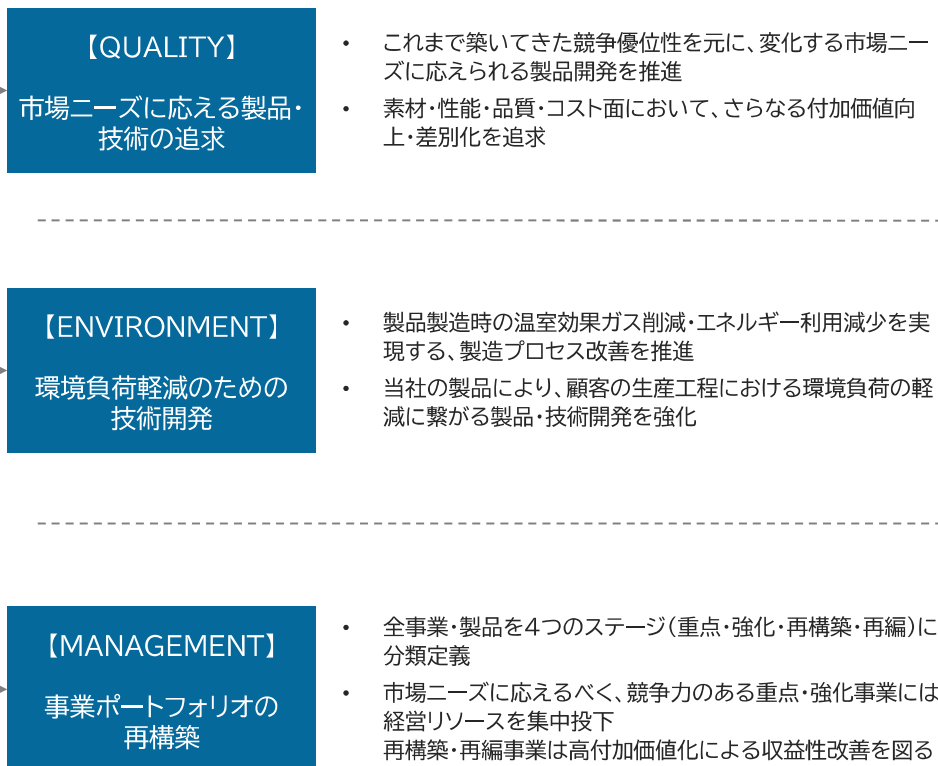 【QUALITY】
市場ニーズに応える製品・
技術の追求
• これまで築いてきた競争優位性を元に、変化する市場ニー
ズに応えられる製品開発を推進
• 素材・性能・品質・コスト面において、さらなる付加価値向
上・差別化を追求
【ENVIRONMENT】
環境負荷軽減のための
技術開発
• 製品製造時の温室効果ガス削減・エネルギー利用減少を実
現する、製造プロセス改善を推進
• 当社の製品により、顧客の生産工程における環境負荷の軽
減に繋がる製品・技術開発を強化
【MANAGEMENT】
事業ポートフォリオの
再構築
• 全事業・製品を4つのステージ（重点・強化・再構築・再編）に
分類定義
• 市場ニーズに応えるべく、競争力のある重点・強化事業には
経営リソースを集中投下
再構築・再編事業は高付加価値化による収益性改善を図る